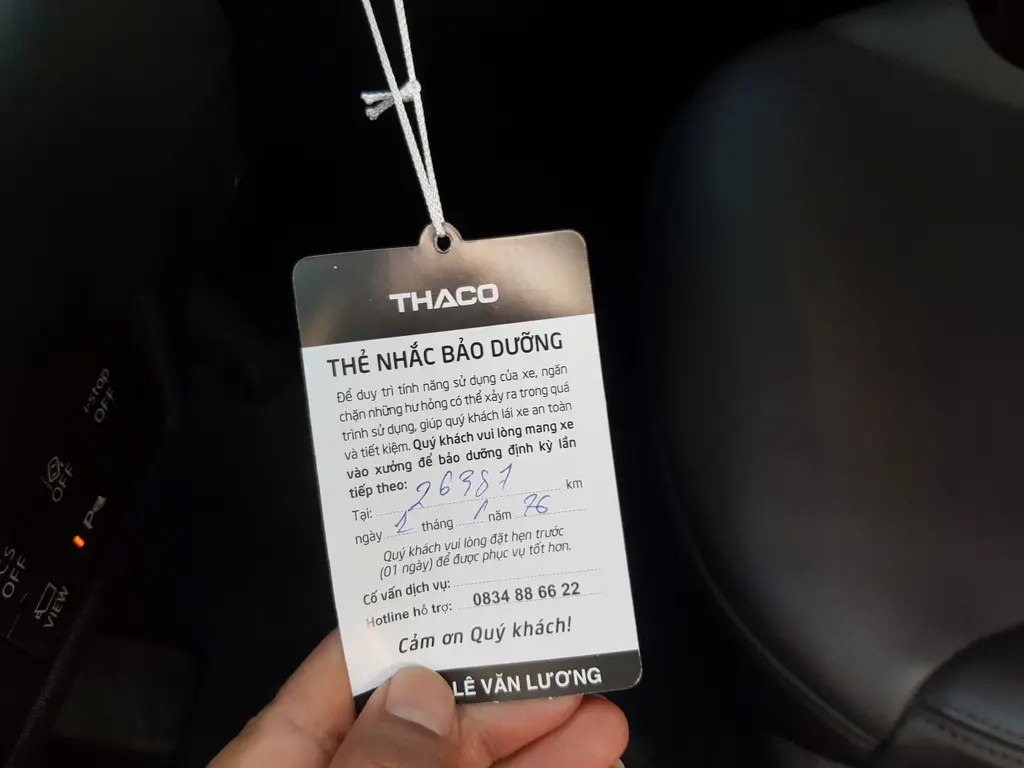 THACO
THẺ NHẮC BẢO DƯỠNG
Để duy trì tính năng sử dụng của xe, ngăn
chặn những hư hỏng có thể xảy ra trong quá
trình sử dụng, giúp quý khách lái xe an toàn
và tiết kiệm. Quý khách vui lòng mang xe
vào xưởng để bảo dưỡng định kỳ lần
tiếp theo:
Tại: 26387 km
ngày 1 tháng 1 năm 26
Quý khách vui lòng đặt hẹn trước
(01 ngày) để được phục vụ tốt hơn.
Cố vấn dịch vụ:
Hotline hỗ trợ: 0834 88 66 22
Cảm ơn Quý khách!
LÊ VĂN LƯƠNG
i-stop
OFF
OFF
P
OFF
VIEW